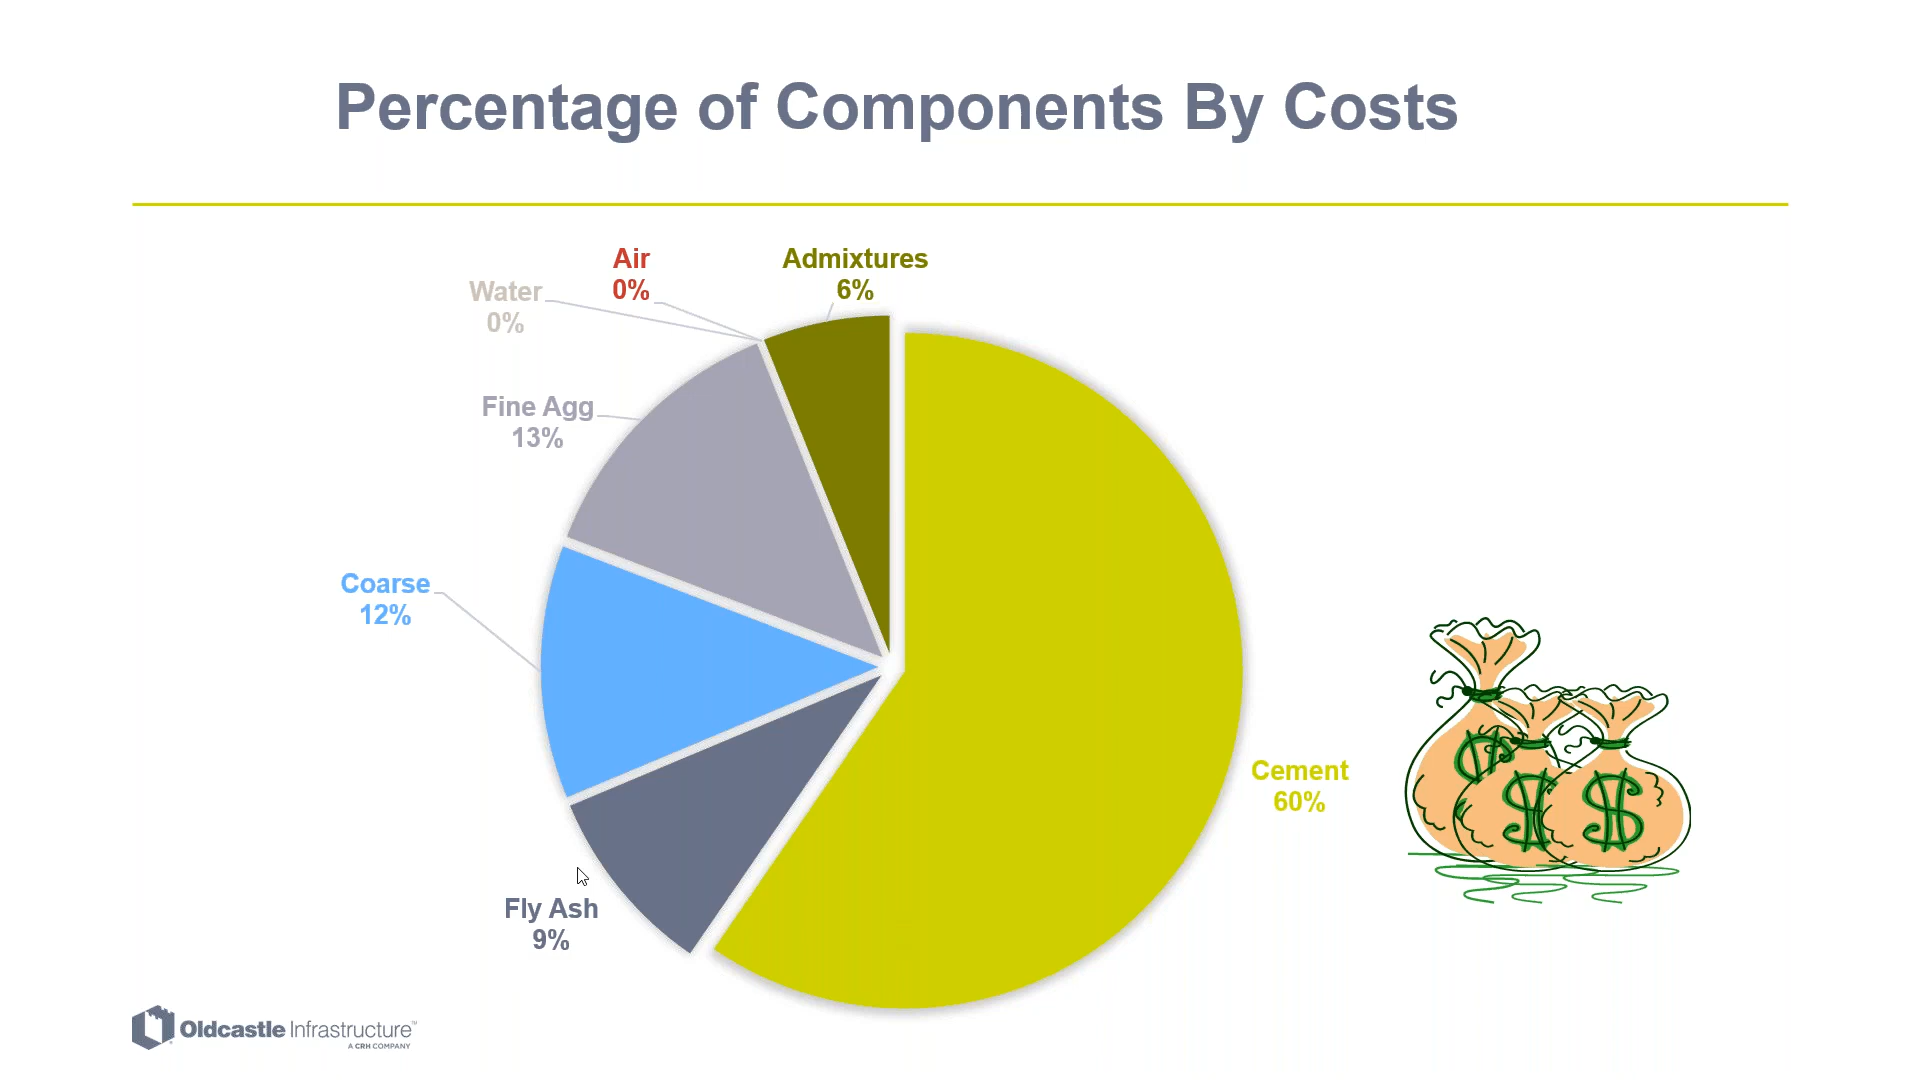 Percentage of Components By Costs
Air
0%
Admixtures
6%
Water
0%
Fine Agg
13%
Coarse
12%
Cement
60%
Fly Ash
9%
$
$
$
Oldcastle Infrastructure™
A CRH COMPANY